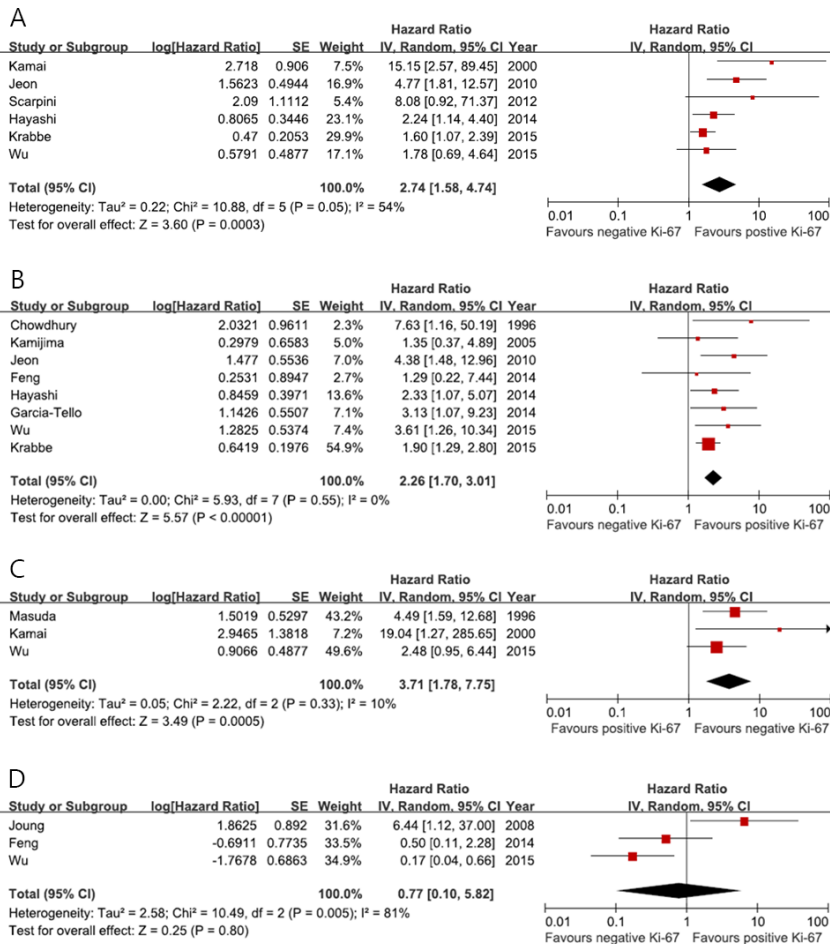 A
Hazard Ratio Hazard Ratio
Study or Subgroup log[Hazard Ratio] SE Weight IV, Random, 95% CI Year IV, Random, 95% CI
Kamai 2.718 0.906 7.5% 15.15 [2.57, 89.45] 2000
Jeon 1.5623 0.4944 16.9% 4.77 [1.81, 12.57] 2010
Scarpini 2.09 1.1112 5.4% 8.08 [0.92, 71.37] 2012
Hayashi 0.8065 0.3446 23.1% 2.24 [1.14, 4.40] 2014
Krabbe 0.47 0.2053 29.9% 1.60 [1.07, 2.39] 2015
Wu 0.5791 0.4877 17.1% 1.78 [0.69, 4.64] 2015
Total (95% CI) 100.0% 2.74 [1.58, 4.74]
Heterogeneity: Tau² = 0.22; Chi² = 10.88, df = 5 (P = 0.05); I² = 54%
Test for overall effect: Z = 3.60 (P = 0.0003)
0.01 0.1 1 10 100
Favours negative Ki-67 Favours postive Ki-67
B
Hazard Ratio Hazard Ratio
Study or Subgroup log[Hazard Ratio] SE Weight IV, Random, 95% CI Year IV, Random, 95% CI
Chowdhury 2.0321 0.9611 2.3% 7.63 [1.16, 50.19] 1996
Kamijima 0.2979 0.6583 5.0% 1.35 [0.37, 4.89] 2005
Jeon 1.477 0.5536 7.0% 4.38 [1.48, 12.96] 2010
Feng 0.2531 0.8947 2.7% 1.29 [0.22, 7.44] 2014
Hayashi 0.8459 0.3971 13.6% 2.33 [1.07, 5.07] 2014
Garcia-Tello 1.1426 0.5507 7.1% 3.13 [1.07, 9.23] 2014
Wu 1.2825 0.5374 7.4% 3.61 [1.26, 10.34] 2015
Krabbe 0.6419 0.1976 54.9% 1.90 [1.29, 2.80] 2015
Total (95% CI) 100.0% 2.26 [1.70, 3.01]
Heterogeneity: Tau² = 0.00; Chi² = 5.93, df = 7 (P = 0.55); I² = 0%
Test for overall effect: Z = 5.57 (P < 0.00001)
0.01 0.1 1 10 100
Favours negative Ki-67 Favours positive Ki-67
C
Hazard Ratio Hazard Ratio
Study or Subgroup log[Hazard Ratio] SE Weight IV, Random, 95% CI Year IV, Random, 95% CI
Masuda 1.5019 0.5297 43.2% 4.49 [1.59, 12.68] 1996
Kamai 2.9465 1.3818 7.2% 19.04 [1.27, 285.65] 2000
Wu 0.9066 0.4877 49.6% 2.48 [0.95, 6.44] 2015
Total (95% CI) 100.0% 3.71 [1.78, 7.75]
Heterogeneity: Tau² = 0.05; Chi² = 2.22, df = 2 (P = 0.33); I² = 10%
Test for overall effect: Z = 3.49 (P = 0.0005)
0.01 0.1 1 10 100
Favours positive Ki-67 Favours negative Ki-67
D
Hazard Ratio Hazard Ratio
Study or Subgroup log[Hazard Ratio] SE Weight IV, Random, 95% CI Year IV, Random, 95% CI
Joung 1.8625 0.892 31.6% 6.44 [1.12, 37.00] 2008
Feng -0.6911 0.7735 33.5% 0.50 [0.11, 2.28] 2014
Wu -1.7678 0.6863 34.9% 0.17 [0.04, 0.66] 2015
Total (95% CI) 100.0% 0.77 [0.10, 5.82]
Heterogeneity: Tau² = 2.58; Chi² = 10.49, df = 2 (P = 0.005); I² = 81%
Test for overall effect: Z = 0.25 (P = 0.80)
0.01 0.1 1 10 100
Favours negative Ki-67 Favours positive Ki-67